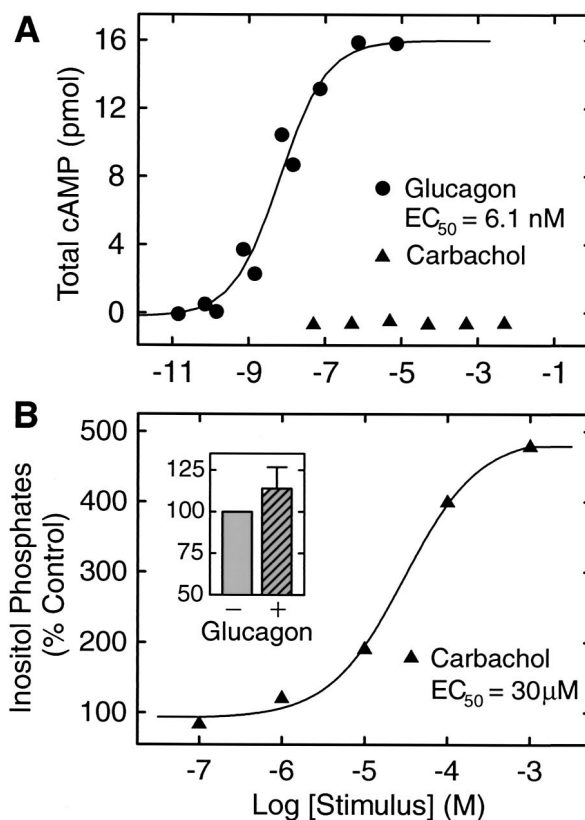 A
Total cAMP (pmol)
16
12
8
4
0
Glucagon
EC₅₀ = 6.1 nM
Carbachol
-11 -9 -7 -5 -3 -1
B
Inositol Phosphates
(% Control)
500
400
300
200
100
125
100
75
50
− +
Glucagon
Carbachol
EC₅₀ = 30μM
-7 -6 -5 -4 -3
Log [Stimulus] (M)